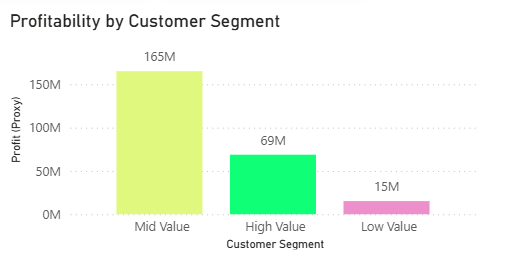 Profitability by Customer Segment
165M
150M
100M
69M
50M
15M
0M
Profit (Proxy)
Mid Value High Value Low Value
Customer Segment